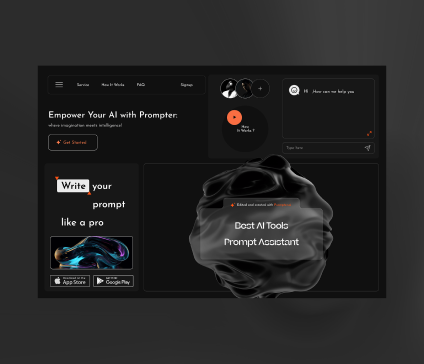 Service How It Works FAQ Signup
Empower Your AI with Prompter:
where imagination meets intelligence!
Get Started
How
It Works ?
Hi ,How can we help you
Type here
Write your
prompt
like a pro
Download on the
App Store
GET IT ON
Google Play
Edited and created with
Best AI Tools
Prompt Assistant